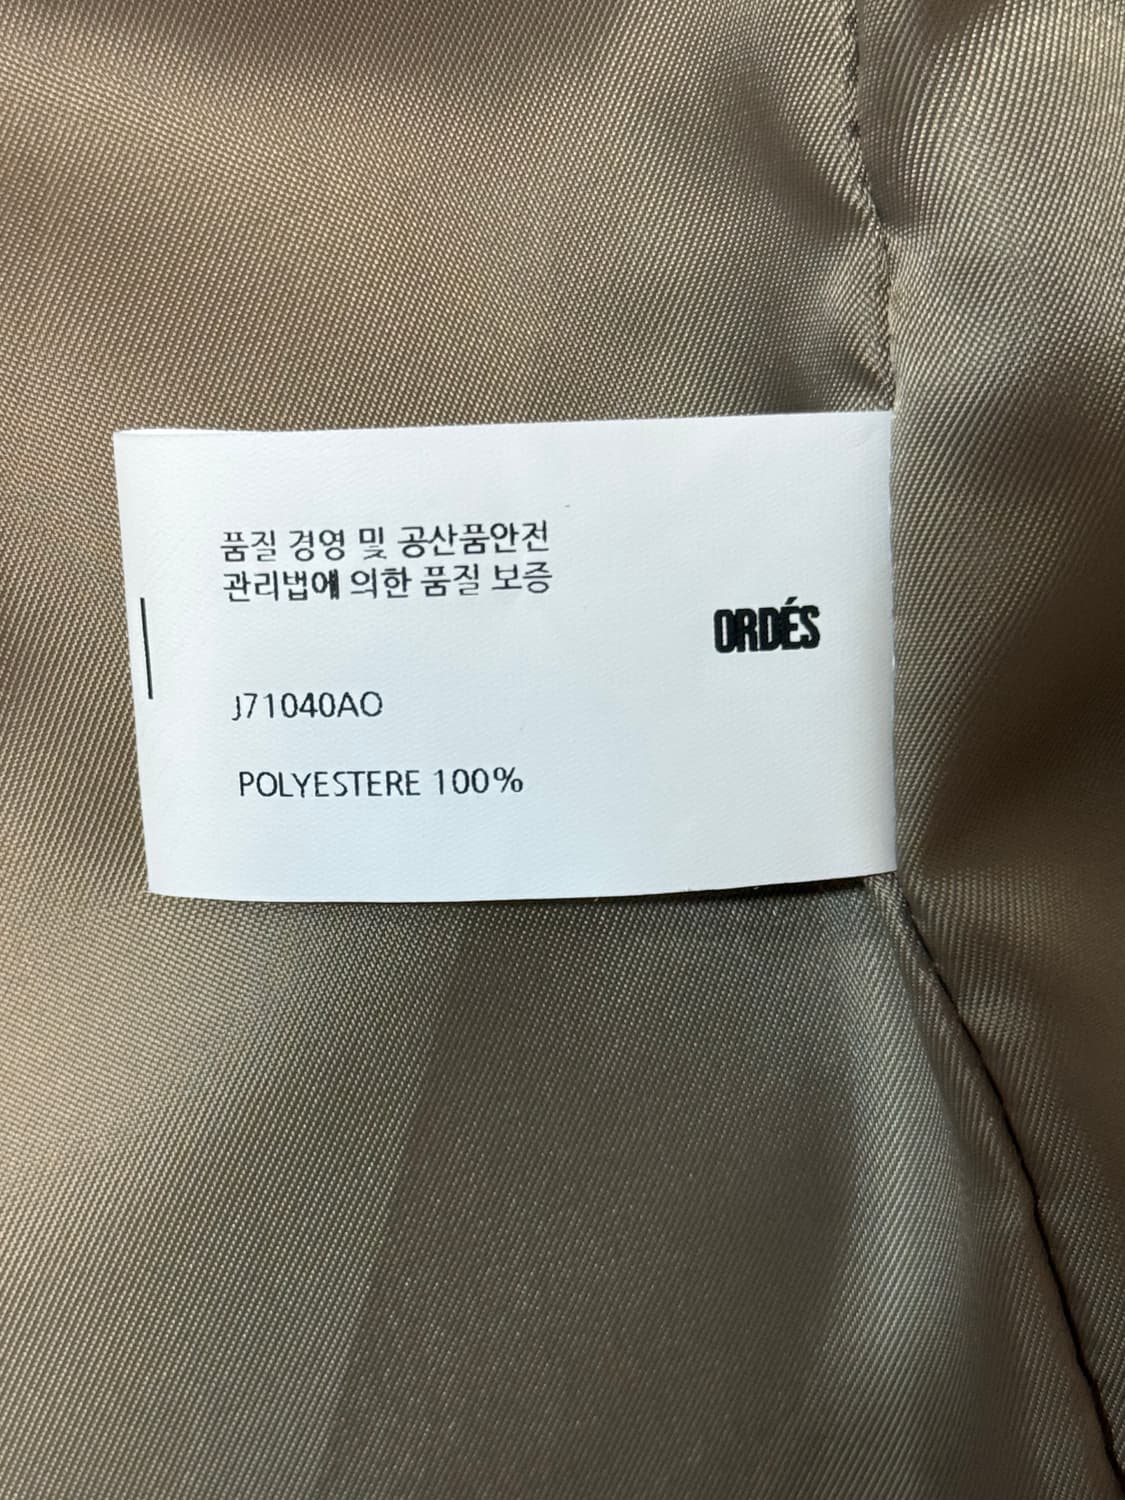 품질 경영 및 공산품안전
관리법에 의한 품질 보증
ORDÉS
J71040AO
POLYESTERE 100%